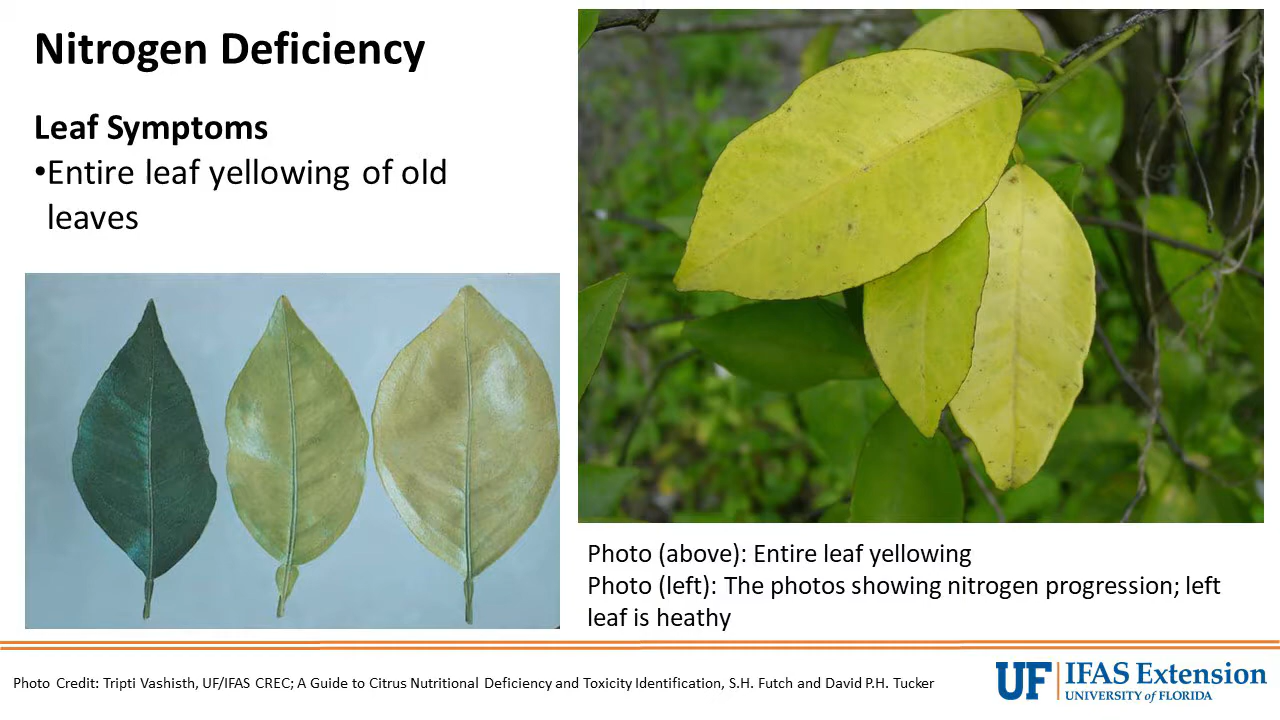 Nitrogen Deficiency
Leaf Symptoms
•Entire leaf yellowing of old
leaves
Photo (above): Entire leaf yellowing
Photo (left): The photos showing nitrogen progression; left
leaf is heathy
Photo Credit: Tripti Vashisth, UF/IFAS CREC; A Guide to Citrus Nutritional Deficiency and Toxicity Identification, S.H. Futch and David P.H. Tucker
UF IFAS Extension
UNIVERSITY of FLORIDA